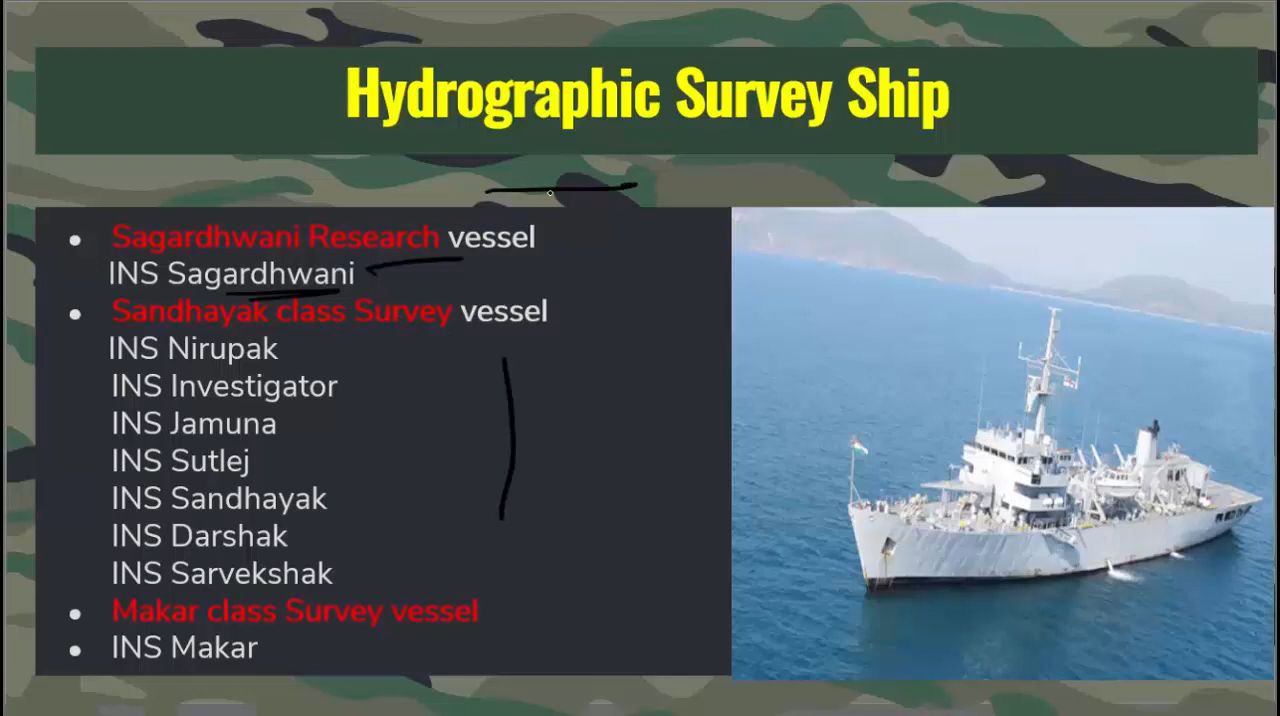 Hydrographic Survey Ship
• Sagardhwani Research vessel
INS Sagardhwani
• Sandhayak class Survey vessel
INS Nirupak
INS Investigator
INS Jamuna
INS Sutlej
INS Sandhayak
INS Darshak
INS Sarvekshak
• Makar class Survey vessel
• INS Makar